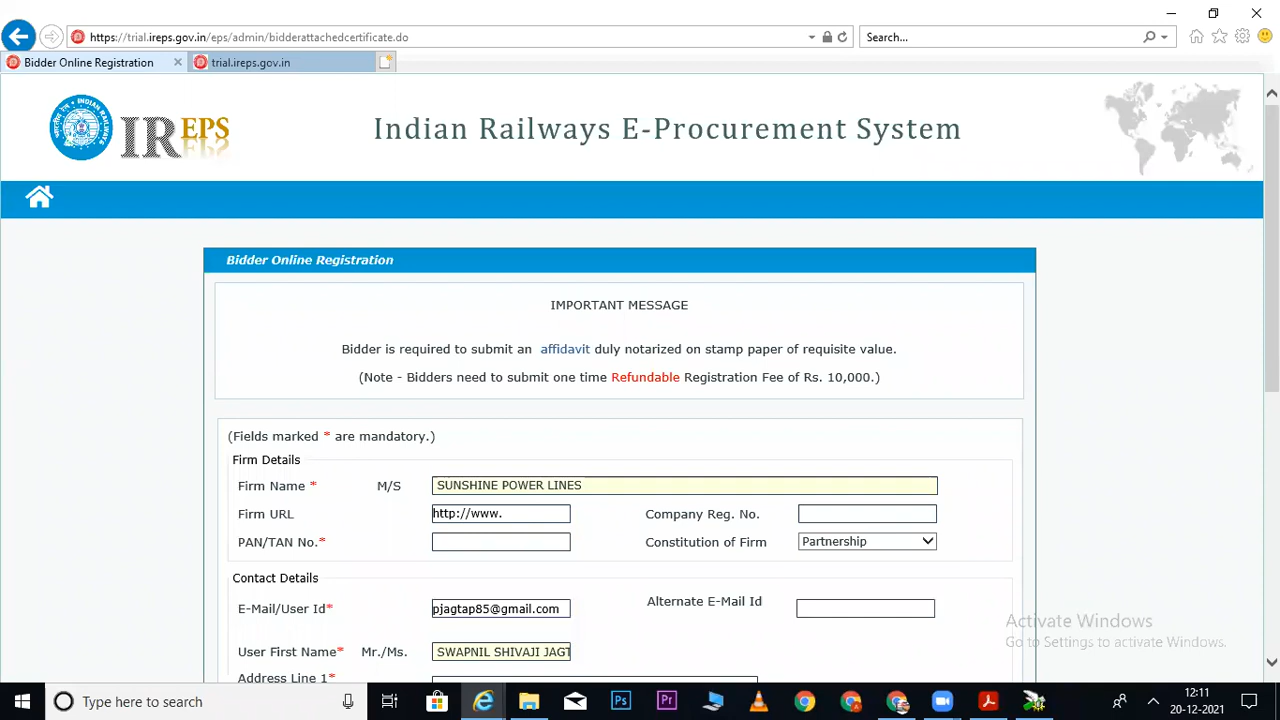 https://trial.ireps.gov.in/eps/admin/bidderattachedcertificate.do
Search...
Bidder Online Registration
trial.ireps.gov.in
INDIAN RAILWAYS
IREPS
Indian Railways E-Procurement System
Bidder Online Registration
IMPORTANT MESSAGE
Bidder is required to submit an affidavit duly notarized on stamp paper of requisite value.
(Note - Bidders need to submit one time Refundable Registration Fee of Rs. 10,000.)
(Fields marked * are mandatory.)
Firm Details
Firm Name * M/S SUNSHINE POWER LINES
Firm URL http://www. Company Reg. No.
PAN/TAN No.* Constitution of Firm Partnership
Contact Details
E-Mail/User Id* pjagtap85@gmail.com Alternate E-Mail Id
User First Name* Mr./Ms. SWAPNIL SHIVAJI JAGT
Address Line 1*
Activate Windows
Go to Settings to activate Windows.
Type here to search
Ps
Pr
12:11
20-12-2021